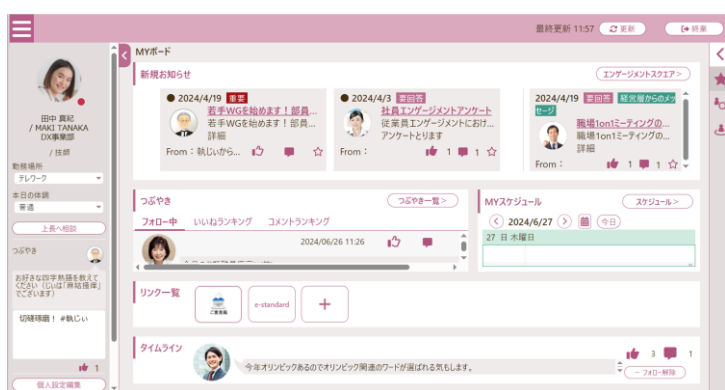 最終更新 11:57
更新
終業
MYボード
新規お知らせ
エンゲージメントスクエア>
2024/4/19 重要
若手WGを始めます！部員...
若手WGを始めます！部員...
詳細
From：執じいから...
2024/4/3 要回答
社員エンゲージメントアンケート
従業員エンゲージメントにおけ...
アンケートとります
From： 1 1
2024/4/19 要回答 経営層からのメッセージ
職場1on1ミーティングの...
職場1on1ミーティングの...
詳細
From： 1 1
田中 真紀
/ MAKI TANAKA
DX事業部
/ 技師
勤務場所
テレワーク
本日の体調
普通
上長へ相談
つぶやき
お好きな四字熟語を教えて
ください（じいは「麻姑掻痒」
でございます）
切磋琢磨！ #執じい
1
個人設定編集
つぶやき
つぶやき一覧>
フォロー中 いいねランキング コメントランキング
2024/06/26 11:26
MYスケジュール
スケジュール>
2024/6/27 今日
27 日 木曜日
リンク一覧
e-standard
タイムライン
今年オリンピックあるのでオリンピック関連のワードが選ばれる気もします。
3 1
− フォロー解除